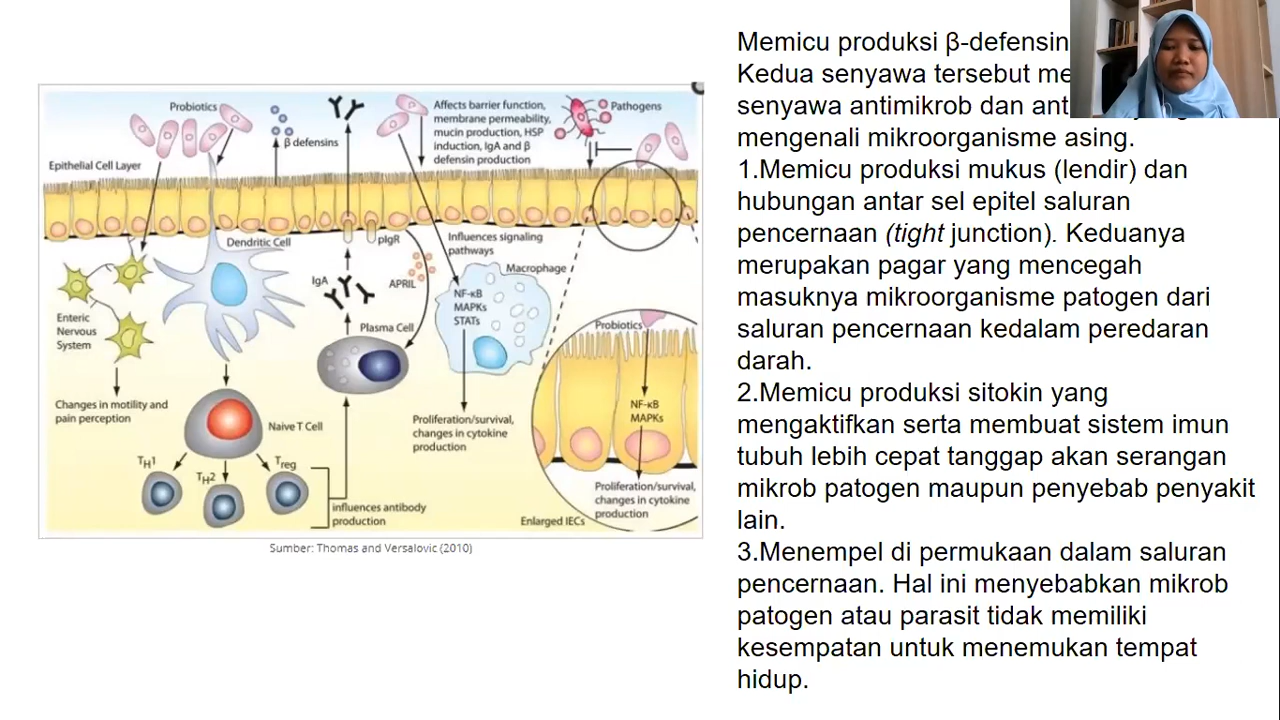 Memicu produksi β-defensin
Kedua senyawa tersebut
senyawa antimikrob dan
mengenali mikroorganisme asing.
1.Memicu produksi mukus (lendir) dan
hubungan antar sel epitel saluran
pencernaan (tight junction). Keduanya
merupakan pagar yang mencegah
masuknya mikroorganisme patogen dari
saluran pencernaan kedalam peredaran
darah.
2.Memicu produksi sitokin yang
mengaktifkan serta membuat sistem imun
tubuh lebih cepat tanggap akan serangan
mikrob patogen maupun penyebab penyakit
lain.
3.Menempel di permukaan dalam saluran
pencernaan. Hal ini menyebabkan mikrob
patogen atau parasit tidak memiliki
kesempatan untuk menemukan tempat
hidup.
Probiotics
β defensins
Affects barrier function,
membrane permeability,
mucin production, HSP
induction, IgA and β
defensin production
Pathogens
Epithelial Cell Layer
Dendritic Cell
pIgR
Influences signaling
pathways
Macrophage
IgA
APRIL
NF-κB
MAPKs
STATs
Enteric
Nervous
System
Plasma Cell
Probiotics
Changes in motility and
pain perception
Naive T Cell
Proliferation/survival,
changes in cytokine
production
NF-κB
MAPKs
TH1
TH2
Treg
influences antibody
production
Proliferation/survival,
changes in cytokine
production
Enlarged IECs
Sumber: Thomas and Versalovic (2010)